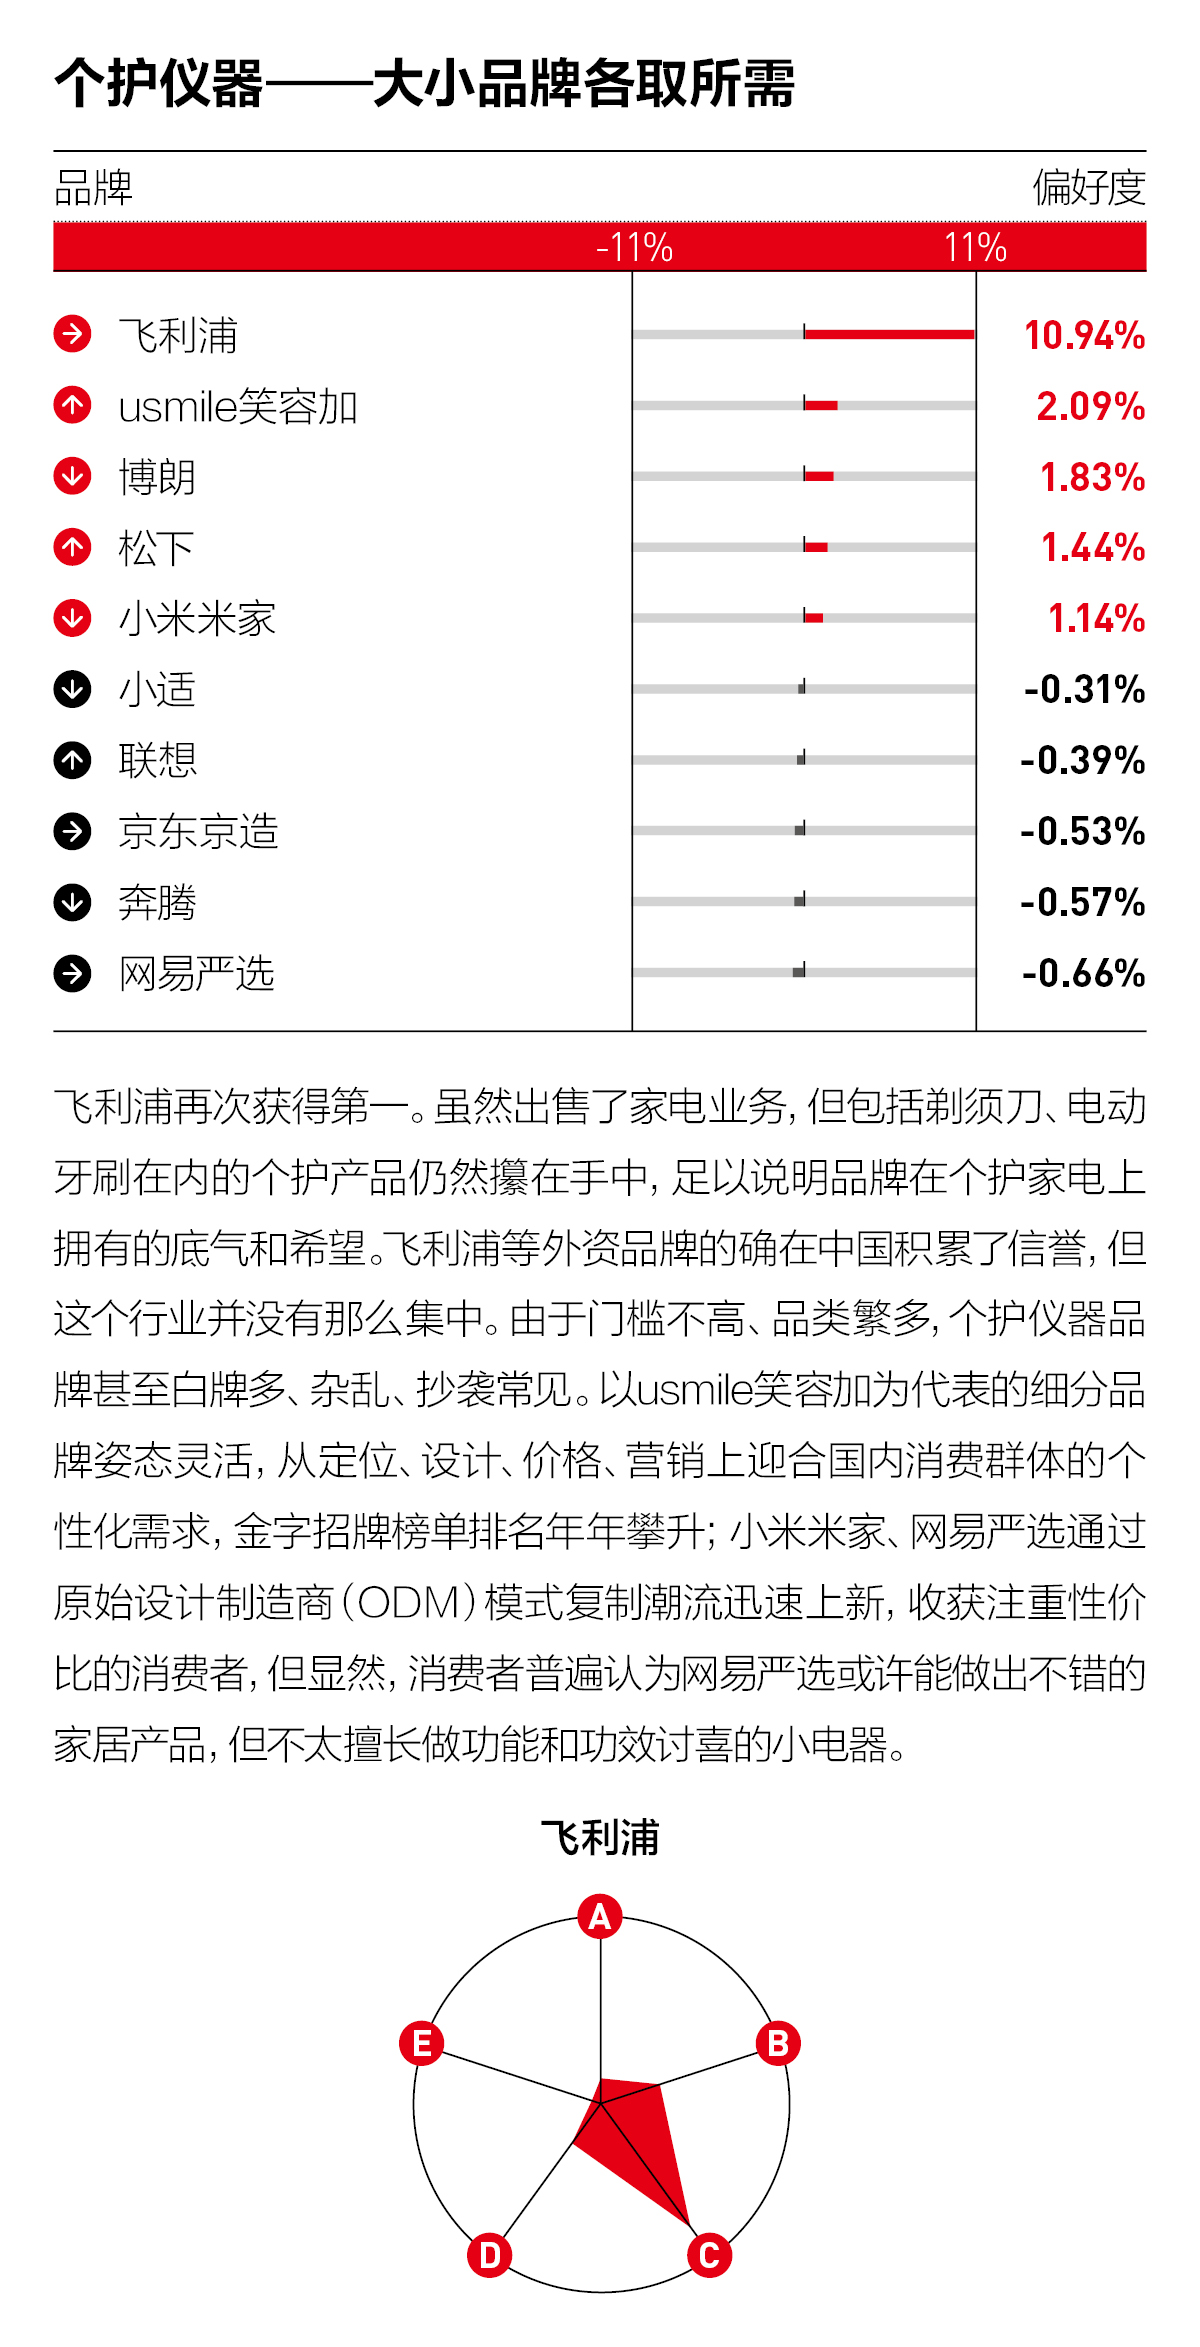 个护仪器——大小品牌各取所需
品牌 偏好度
-11% 11%
飞利浦 10.94%
usmile笑容加 2.09%
博朗 1.83%
松下 1.44%
小米米家 1.14%
小适 -0.31%
联想 -0.39%
京东京造 -0.53%
奔腾 -0.57%
网易严选 -0.66%
飞利浦再次获得第一。虽然出售了家电业务，但包括剃须刀、电动
牙刷在内的个护产品仍然攥在手中，足以说明品牌在个护家电上
拥有的底气和希望。飞利浦等外资品牌的确在中国积累了信誉，但
这个行业并没有那么集中。由于门槛不高、品类繁多，个护仪器品
牌甚至白牌多、杂乱、抄袭常见。以usmile笑容加为代表的细分品
牌姿态灵活，从定位、设计、价格、营销上迎合国内消费群体的个
性化需求，金字招牌榜单排名年年攀升；小米米家、网易严选通过
原始设计制造商（ODM）模式复制潮流迅速上新，收获注重性价
比的消费者，但显然，消费者普遍认为网易严选或许能做出不错的
家居产品，但不太擅长做功能和功效讨喜的小电器。
飞利浦
A
E B
D C